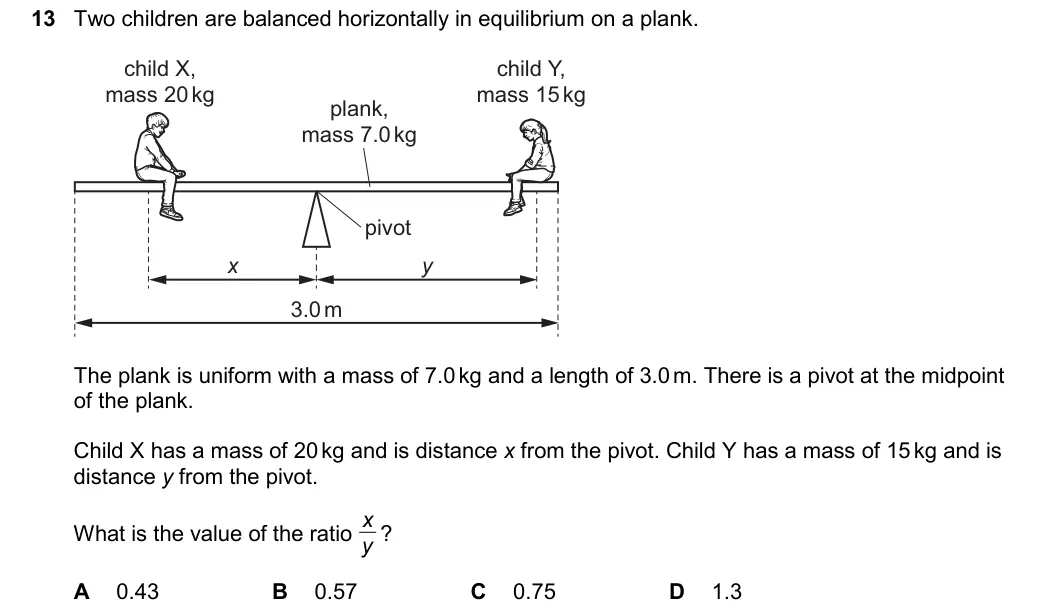 13 Two children are balanced horizontally in equilibrium on a plank.
child X,
mass 20 kg
child Y,
mass 15 kg
plank,
mass 7.0 kg
pivot
x
y
3.0 m
The plank is uniform with a mass of 7.0 kg and a length of 3.0 m. There is a pivot at the midpoint
of the plank.
Child X has a mass of 20 kg and is distance x from the pivot. Child Y has a mass of 15 kg and is
distance y from the pivot.
What is the value of the ratio x/y ?
A 0.43 B 0.57 C 0.75 D 1.3